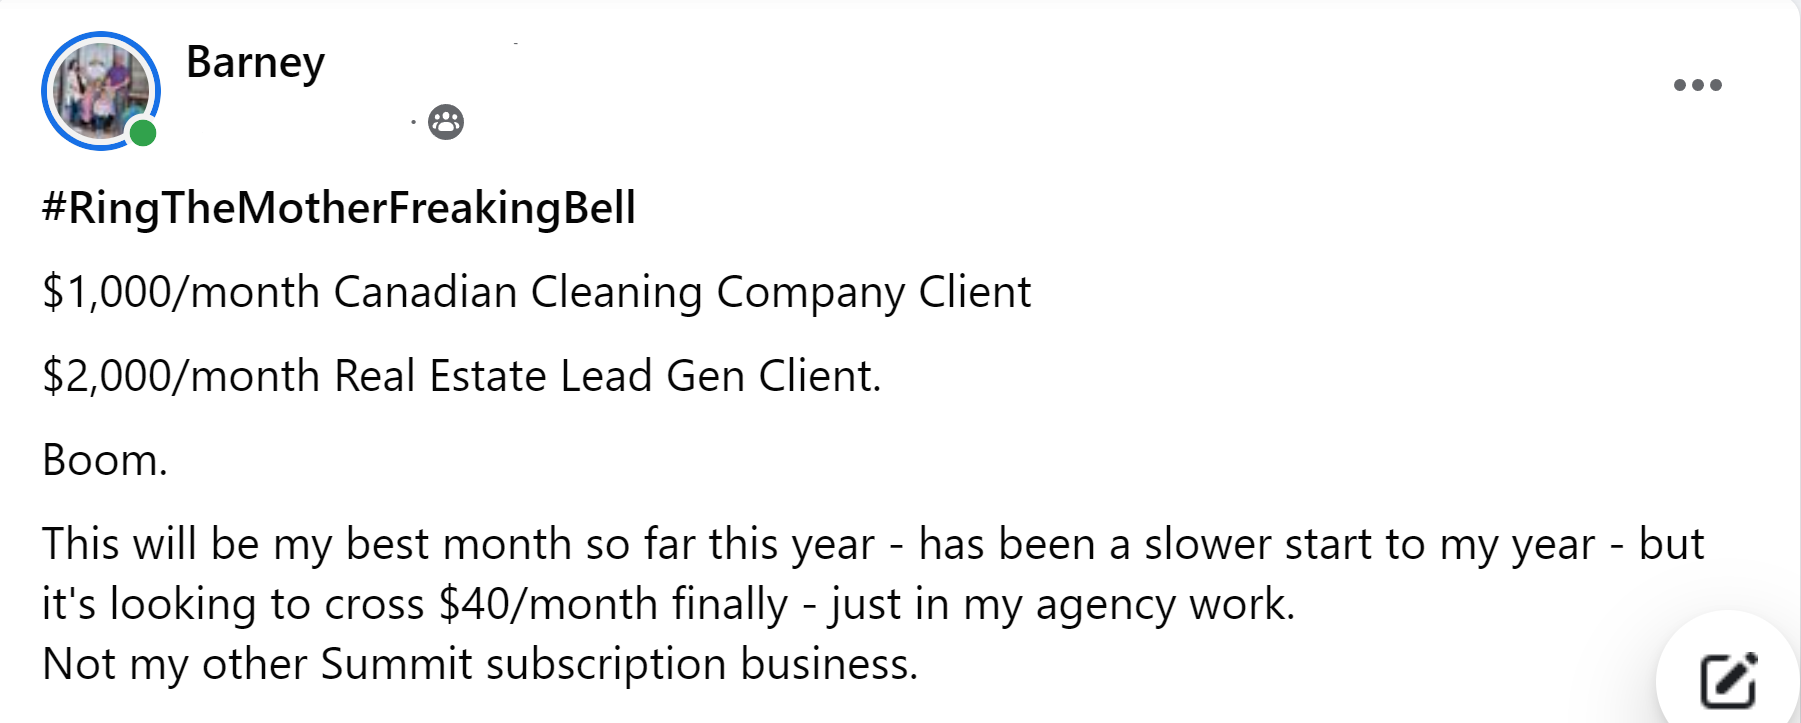 Barney
·
#RingTheMotherFreakingBell
$1,000/month Canadian Cleaning Company Client
$2,000/month Real Estate Lead Gen Client.
Boom.
This will be my best month so far this year - has been a slower start to my year - but
it's looking to cross $40/month finally - just in my agency work.
Not my other Summit subscription business.